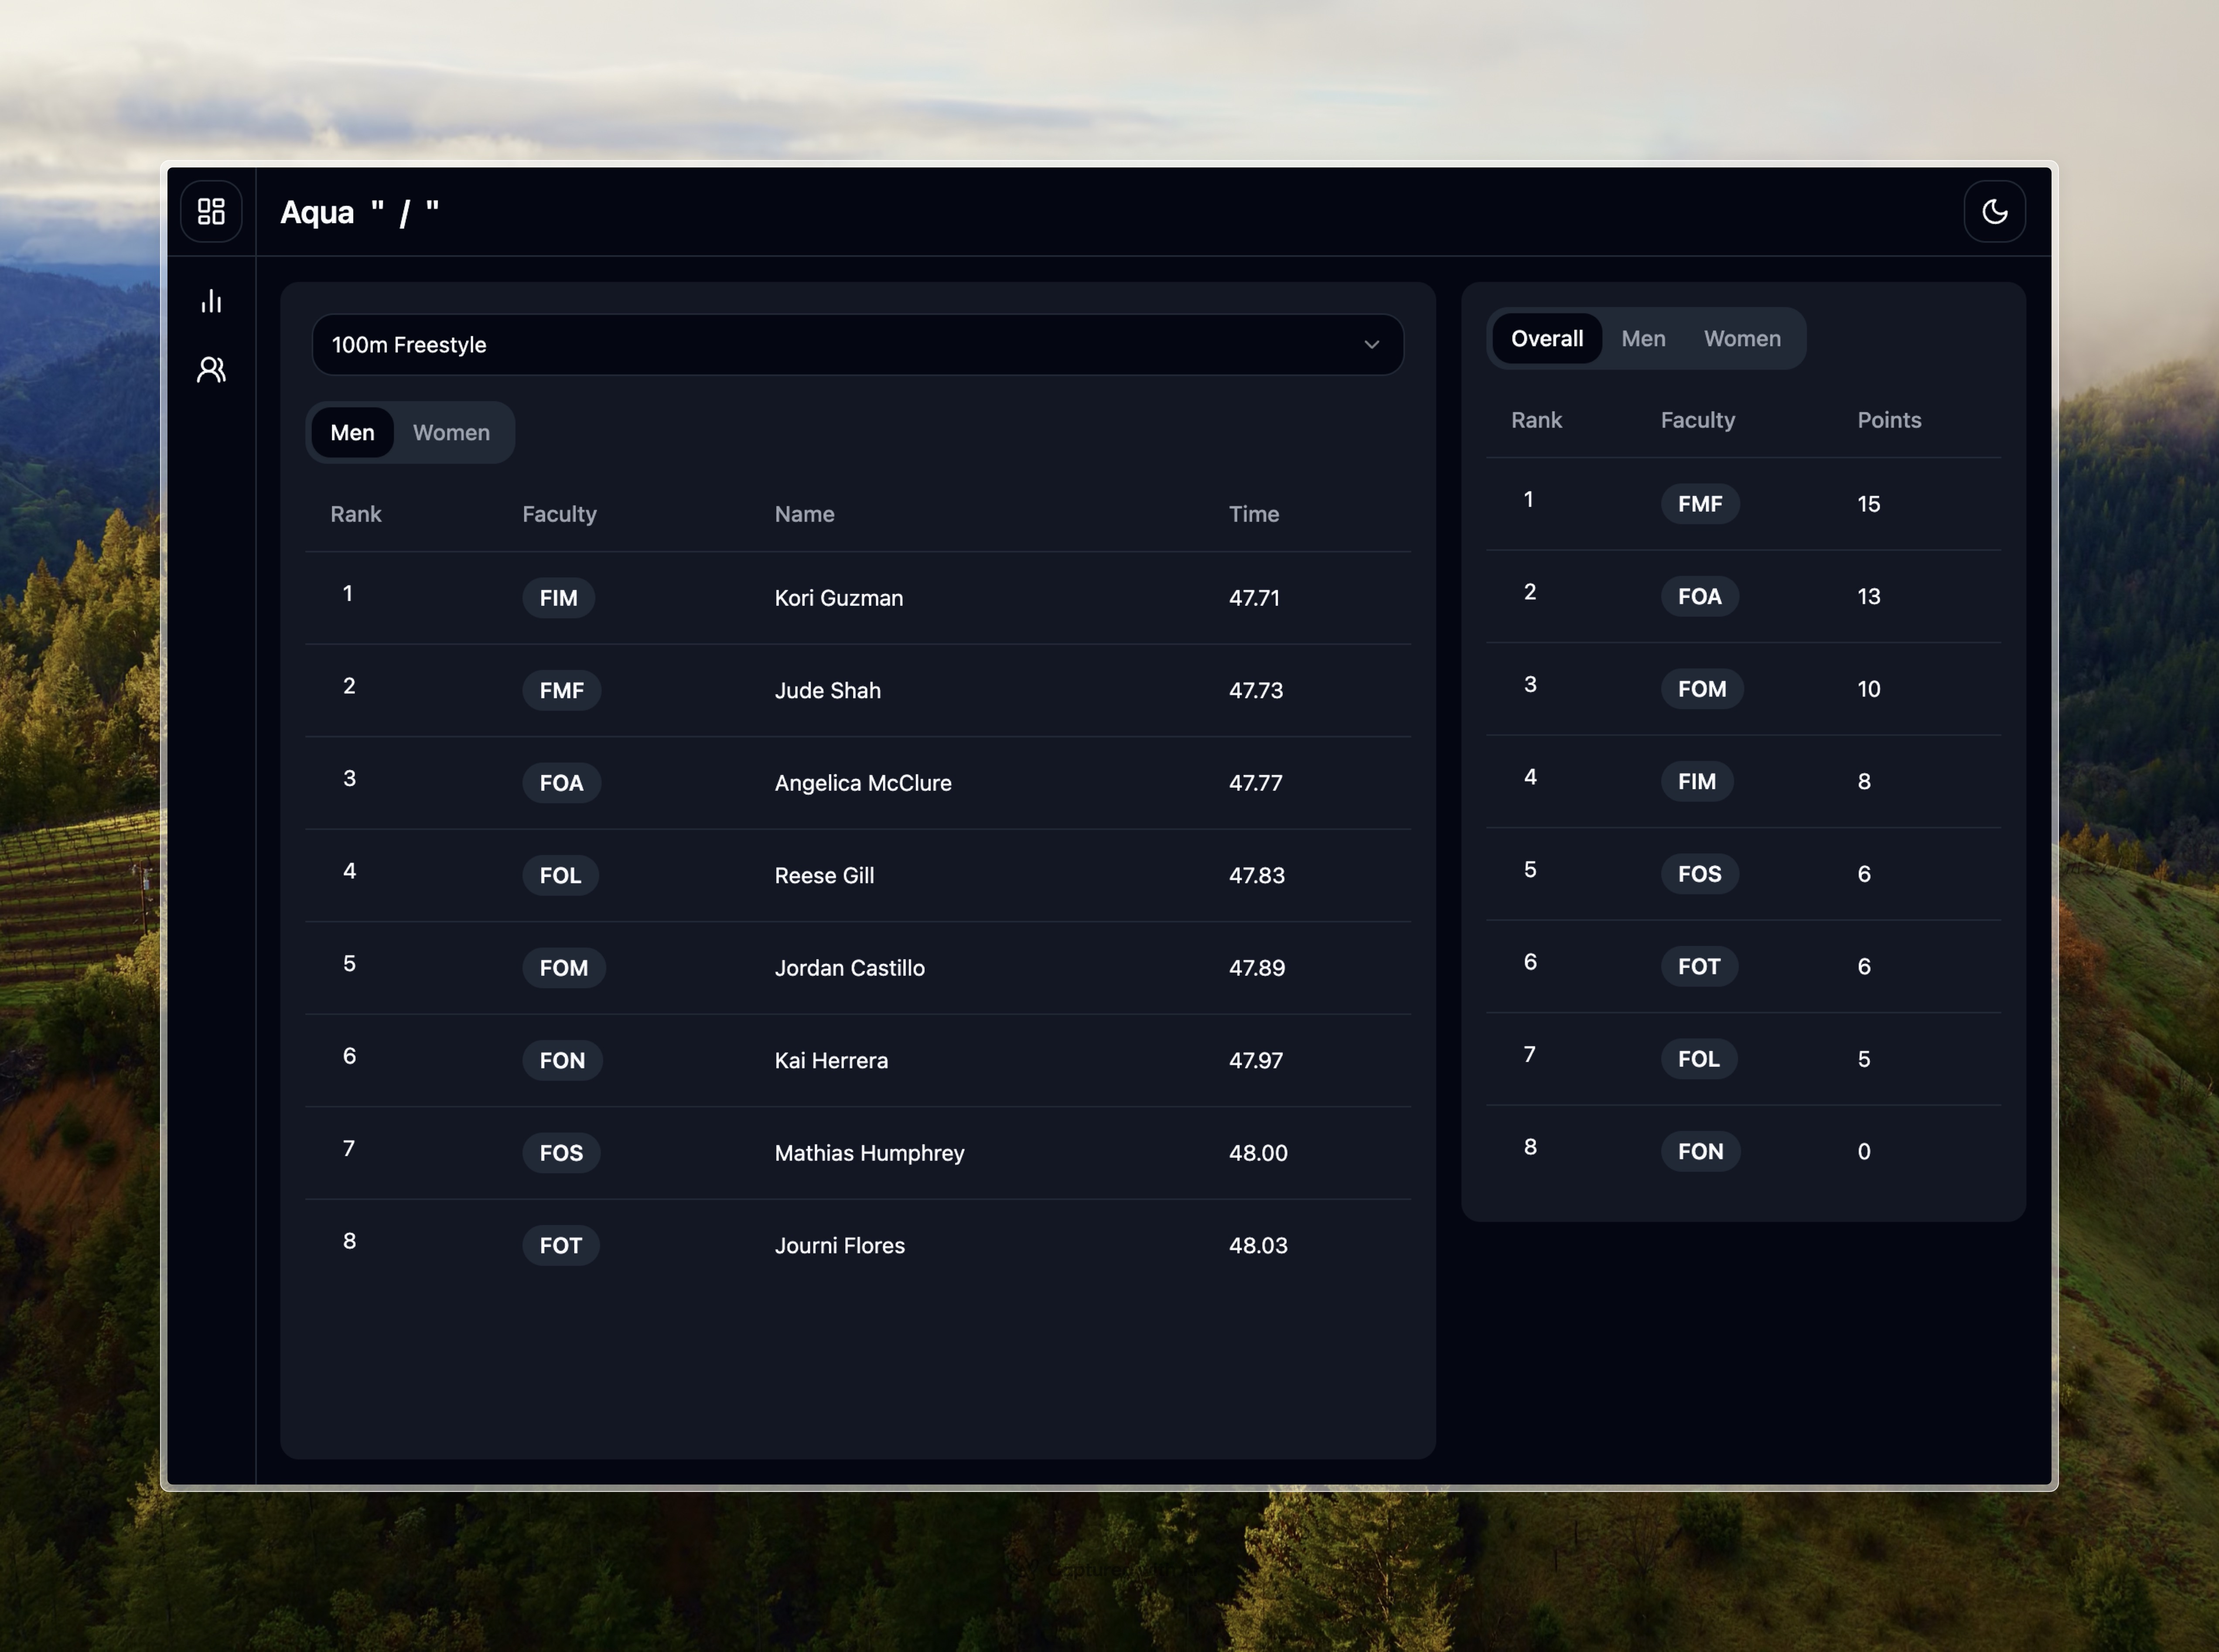 Aqua " / "
100m Freestyle
Men Women
Rank Faculty Name Time
1 FIM Kori Guzman 47.71
2 FMF Jude Shah 47.73
3 FOA Angelica McClure 47.77
4 FOL Reese Gill 47.83
5 FOM Jordan Castillo 47.89
6 FON Kai Herrera 47.97
7 FOS Mathias Humphrey 48.00
8 FOT Journi Flores 48.03
Overall Men Women
Rank Faculty Points
1 FMF 15
2 FOA 13
3 FOM 10
4 FIM 8
5 FOS 6
6 FOT 6
7 FOL 5
8 FON 0